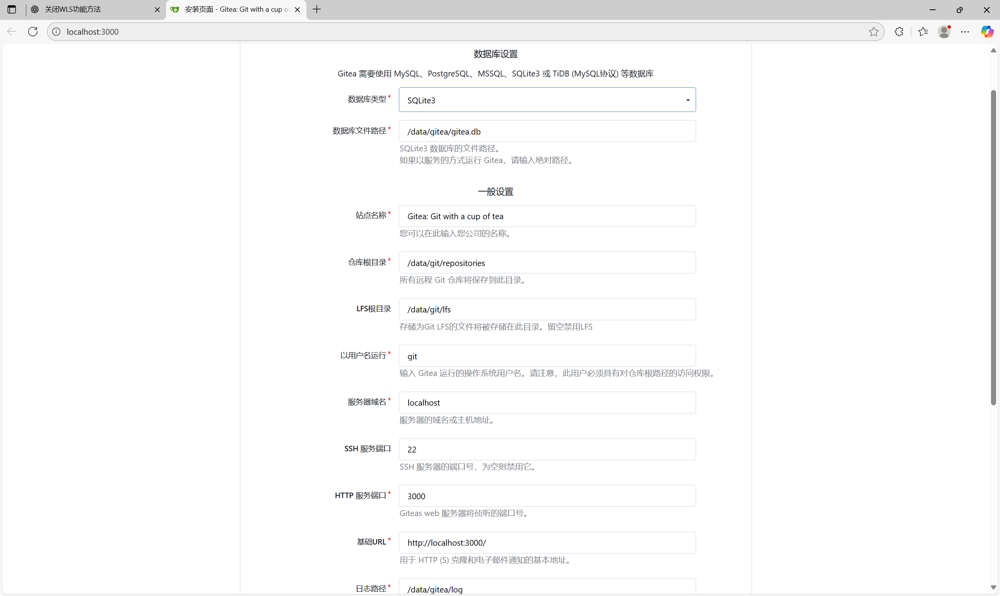 关闭WLS功能方法
安装页面 - Gitea: Git with a cup o
localhost:3000
数据库设置
Gitea 需要使用 MySQL、PostgreSQL、MSSQL、SQLite3 或 TiDB (MySQL协议) 等数据库
数据库类型*
SQLite3
数据库文件路径*
/data/gitea/gitea.db
SQLite3 数据库的文件路径。
如果以服务的方式运行 Gitea，请输入绝对路径。
一般设置
站点名称*
Gitea: Git with a cup of tea
您可以在此输入您公司的名称。
仓库根目录*
/data/git/repositories
所有远程 Git 仓库将保存到此目录。
LFS根目录
/data/git/lfs
存储为Git LFS的文件将被存储在此目录。留空禁用LFS
以用户名运行*
git
输入 Gitea 运行的操作系统用户名。请注意，此用户必须具有对仓库根路径的访问权限。
服务器域名*
localhost
服务器的域名或主机地址。
SSH 服务端口
22
SSH 服务器的端口号，为空则禁用它。
HTTP 服务端口*
3000
Giteas web 服务器将侦听的端口号。
基础URL*
http://localhost:3000/
用于 HTTP (S) 克隆和电子邮件通知的基本地址。
日志路径*
/data/gitea/log